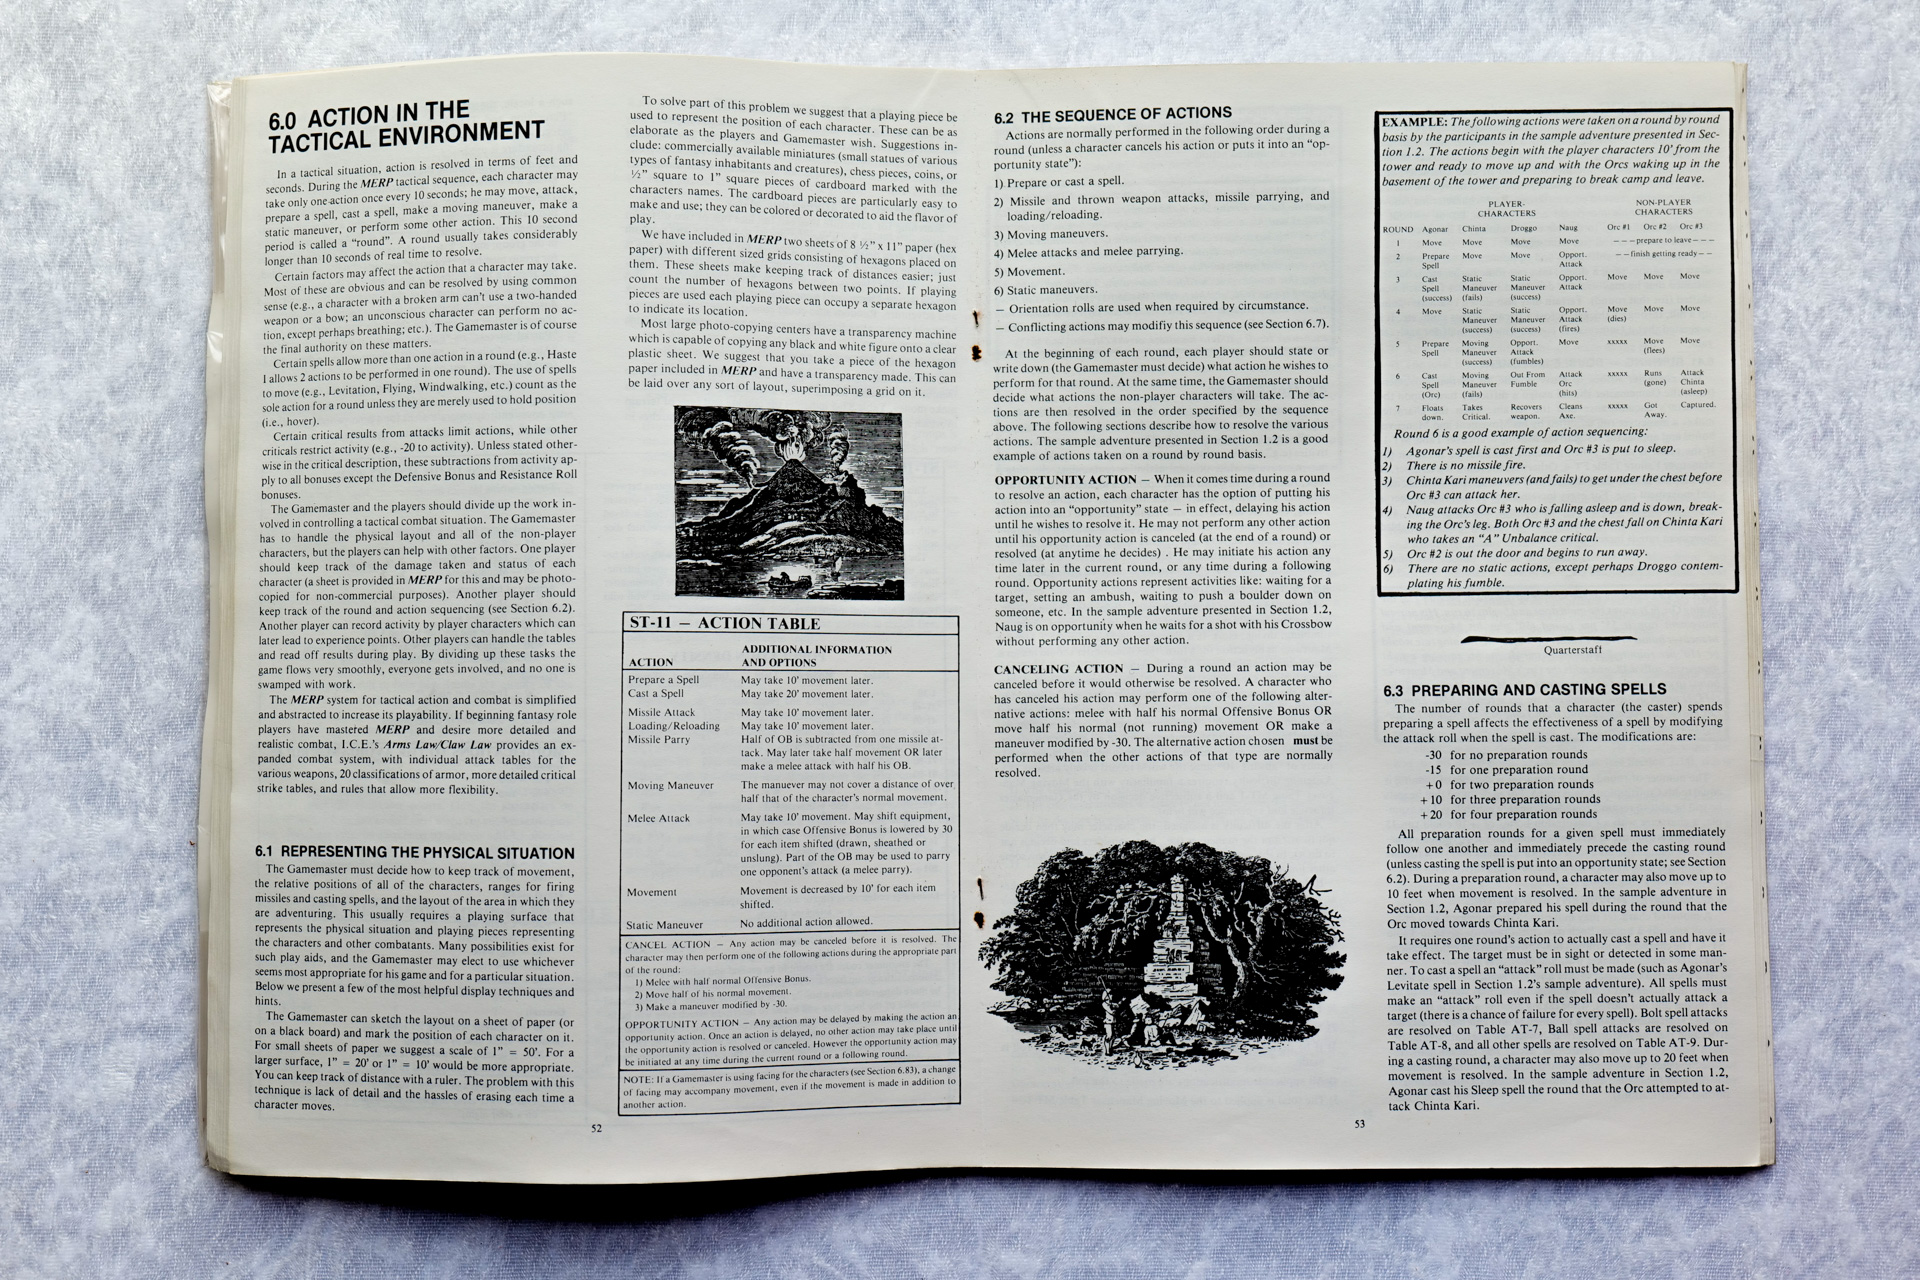 6.0 ACTION IN THE
TACTICAL ENVIRONMENT
In a tactical situation, action is resolved in terms of feet and
seconds. During the MERP tactical sequence, each character may
take only one action once every 10 seconds; he may move, attack,
prepare a spell, cast a spell, make a moving maneuver, make a
static maneuver, or perform some other action. This 10 second
period is called a “round”. A round usually takes considerably
longer than 10 seconds of real time to resolve.
Certain factors may affect the action that a character may take.
Most of these are obvious and can be resolved by using common
sense (e.g., a character with a broken arm can't use a two-handed
weapon or a bow; an unconscious character can perform no ac-
tion, except perhaps breathing; etc.). The Gamemaster is of course
the final authority on these matters.
Certain spells allow more than one action in a round (e.g., Haste
I allows 2 actions to be performed in one round). The use of spells
to move (e.g., Levitation, Flying, Windwalking, etc.) count as the
sole action for a round unless they are merely used to hold position
(i.e., hover).
Certain critical results from attacks limit actions, while other
criticals restrict activity (e.g., -20 to activity). Unless stated other-
wise in the critical description, these subtractions from activity ap-
ply to all bonuses except the Defensive Bonus and Resistance Roll
bonuses.
The Gamemaster and the players should divide up the work in-
volved in controlling a tactical combat situation. The Gamemaster
has to handle the physical layout and all of the non-player
characters, but the players can help with other factors. One player
should keep track of the damage taken and status of each
character (a sheet is provided in MERP for this and may be photo-
copied for non-commercial purposes). Another player should
keep track of the round and action sequencing (see Section 6.2).
Another player can record activity by player characters which can
later lead to experience points. Other players can handle the tables
and read off results during play. By dividing up these tasks the
game flows very smoothly, everyone gets involved, and no one is
swamped with work.
The MERP system for tactical action and combat is simplified
and abstracted to increase its playability. If beginning fantasy role
players have mastered MERP and desire more detailed and
realistic combat, I.C.E.'s Arms Law/Claw Law provides an ex-
panded combat system, with individual attack tables for the
various weapons, 20 classifications of armor, more detailed critical
strike tables, and rules that allow more flexibility.
6.1 REPRESENTING THE PHYSICAL SITUATION
The Gamemaster must decide how to keep track of movement,
the relative positions of all of the characters, ranges for firing
missiles and casting spells, and the layout of the area in which they
are adventuring. This usually requires a playing surface that
represents the physical situation and playing pieces representing
the characters and other combatants. Many possibilities exist for
such play aids, and the Gamemaster may elect to use whichever
seems most appropriate for his game and for a particular situation.
Below we present a few of the most helpful display techniques and
hints.
The Gamemaster can sketch the layout on a sheet of paper (or
on a black board) and mark the position of each character on it.
For small sheets of paper we suggest a scale of 1” = 50'. For a
larger surface, 1” = 20' or 1” = 10' would be more appropriate.
You can keep track of distance with a ruler. The problem with this
technique is lack of detail and the hassles of erasing each time a
character moves.
To solve part of this problem we suggest that a playing piece be
used to represent the position of each character. These can be as
elaborate as the players and Gamemaster wish. Suggestions in-
clude: commercially available miniatures (small statues of various
types of fantasy inhabitants and creatures), chess pieces, coins, or
½” square to 1” square pieces of cardboard marked with the
characters names. The cardboard pieces are particularly easy to
make and use; they can be colored or decorated to aid the flavor of
play.
We have included in MERP two sheets of 8 ½” x 11” paper (hex
paper) with different sized grids consisting of hexagons placed on
them. These sheets make keeping track of distances easier; just
count the number of hexagons between two points. If playing
pieces are used each playing piece can occupy a separate hexagon
to indicate its location.
Most large photo-copying centers have a transparency machine
which is capable of copying any black and white figure onto a clear
plastic sheet. We suggest that you take a piece of the hexagon
paper included in MERP and have a transparency made. This can
be laid over any sort of layout, superimposing a grid on it.
ST-11 — ACTION TABLE
ACTION ADDITIONAL INFORMATION AND OPTIONS
Prepare a Spell May take 10' movement later.
Cast a Spell May take 20' movement later.
Missile Attack May take 10' movement later.
Loading/Reloading May take 10' movement later.
Missile Parry Half of OB is subtracted from one missile at-
tack. May later take half movement OR later
make a melee attack with half his OB.
Moving Maneuver The manuever may not cover a distance of over
half that of the character's normal movement.
Melee Attack May take 10' movement. May shift equipment,
in which case Offensive Bonus is lowered by 30
for each item shifted (drawn, sheathed or
unslung). Part of the OB may be used to parry
one opponent's attack (a melee parry).
Movement Movement is decreased by 10' for each item
shifted.
Static Maneuver No additional action allowed.
CANCEL ACTION — Any action may be canceled before it is resolved. The
character may then perform one of the following actions during the appropriate part
of the round:
1) Melee with half normal Offensive Bonus.
2) Move half of his normal movement.
3) Make a maneuver modified by -30.
OPPORTUNITY ACTION — Any action may be delayed by making the action an
opportunity action. Once an action is delayed, no other action may take place until
the opportunity action is resolved or canceled. However the opportunity action may
be initiated at any time during the current round or a following round.
NOTE: If a Gamemaster is using facing for the characters (see Section 6.83), a change
of facing may accompany movement, even if the movement is made in addition to
another action.
52
6.2 THE SEQUENCE OF ACTIONS
Actions are normally performed in the following order during a
round (unless a character cancels his action or puts it into an “op-
portunity state”):
1) Prepare or cast a spell.
2) Missile and thrown weapon attacks, missile parrying, and
loading/reloading.
3) Moving maneuvers.
4) Melee attacks and melee parrying.
5) Movement.
6) Static maneuvers.
— Orientation rolls are used when required by circumstance.
— Conflicting actions may modifiy this sequence (see Section 6.7).
At the beginning of each round, each player should state or
write down (the Gamemaster must decide) what action he wishes to
perform for that round. At the same time, the Gamemaster should
decide what actions the non-player characters will take. The ac-
tions are then resolved in the order specified by the sequence
above. The following sections describe how to resolve the various
actions. The sample adventure presented in Section 1.2 is a good
example of actions taken on a round by round basis.
OPPORTUNITY ACTION — When it comes time during a round
to resolve an action, each character has the option of putting his
action into an “opportunity” state — in effect, delaying his action
until he wishes to resolve it. He may not perform any other action
until his opportunity action is canceled (at the end of a round) or
resolved (at anytime he decides) . He may initiate his action any
time later in the current round, or any time during a following
round. Opportunity actions represent activities like: waiting for a
target, setting an ambush, waiting to push a boulder down on
someone, etc. In the sample adventure presented in Section 1.2,
Naug is on opportunity when he waits for a shot with his Crossbow
without performing any other action.
CANCELING ACTION — During a round an action may be
canceled before it would otherwise be resolved. A character who
has canceled his action may perform one of the following alter-
native actions: melee with half his normal Offensive Bonus OR
move half his normal (not running) movement OR make a
maneuver modified by -30. The alternative action chosen must be
performed when the other actions of that type are normally
resolved.
EXAMPLE: The following actions were taken on a round by round
basis by the participants in the sample adventure presented in Sec-
tion 1.2. The actions begin with the player characters 10' from the
tower and ready to move up and with the Orcs waking up in the
basement of the tower and preparing to break camp and leave.
PLAYER-CHARACTERS NON-PLAYER CHARACTERS
ROUND Agonar Chinta Droggo Naug Orc #1 Orc #2 Orc #3
1 Move Move Move Move — — —prepare to leave— — —
2 Prepare Spell Move Move Opport. Attack — —finish getting ready— —
3 Cast Spell (success) Static Maneuver (fails) Static Maneuver (success) Opport. Attack Move Move Move
4 Move Static Maneuver (success) Static Maneuver (success) Opport. Attack (fires) Move (dies) Move Move
5 Prepare Spell Moving Maneuver (success) Opport. Attack (fumbles) Move xxxxx Move (flees) Move
6 Cast Spell (Orc) Moving Maneuver (fails) Out From Fumble Attack Orc (hits) xxxxx Runs (gone) Attack Chinta (asleep)
7 Floats down. Takes Critical. Recovers weapon. Cleans Axe. xxxxx Got Away. Captured.
Round 6 is a good example of action sequencing:
1) Agonar's spell is cast first and Orc #3 is put to sleep.
2) There is no missile fire.
3) Chinta Kari maneuvers (and fails) to get under the chest before
Orc #3 can attack her.
4) Naug attacks Orc #3 who is falling asleep and is down, break-
ing the Orc's leg. Both Orc #3 and the chest fall on Chinta Kari
who takes an “A” Unbalance critical.
5) Orc #2 is out the door and begins to run away.
6) There are no static actions, except perhaps Droggo contem-
plating his fumble.
Quarterstaff
6.3 PREPARING AND CASTING SPELLS
The number of rounds that a character (the caster) spends
preparing a spell affects the effectiveness of a spell by modifying
the attack roll when the spell is cast. The modifications are:
-30 for no preparation rounds
-15 for one preparation round
+0 for two preparation rounds
+10 for three preparation rounds
+20 for four preparation rounds
All preparation rounds for a given spell must immediately
follow one another and immediately precede the casting round
(unless casting the spell is put into an opportunity state; see Section
6.2). During a preparation round, a character may also move up to
10 feet when movement is resolved. In the sample adventure in
Section 1.2, Agonar prepared his spell during the round that the
Orc moved towards Chinta Kari.
It requires one round's action to actually cast a spell and have it
take effect. The target must be in sight or detected in some man-
ner. To cast a spell an “attack” roll must be made (such as Agonar's
Levitate spell in Section 1.2's sample adventure). All spells must
make an “attack” roll even if the spell doesn't actually attack a
target (there is a chance of failure for every spell). Bolt spell attacks
are resolved on Table AT-7, Ball spell attacks are resolved on
Table AT-8, and all other spells are resolved on Table AT-9. Dur-
ing a casting round, a character may also move up to 20 feet when
movement is resolved. In the sample adventure in Section 1.2,
Agonar cast his Sleep spell the round that the Orc attempted to at-
tack Chinta Kari.
53